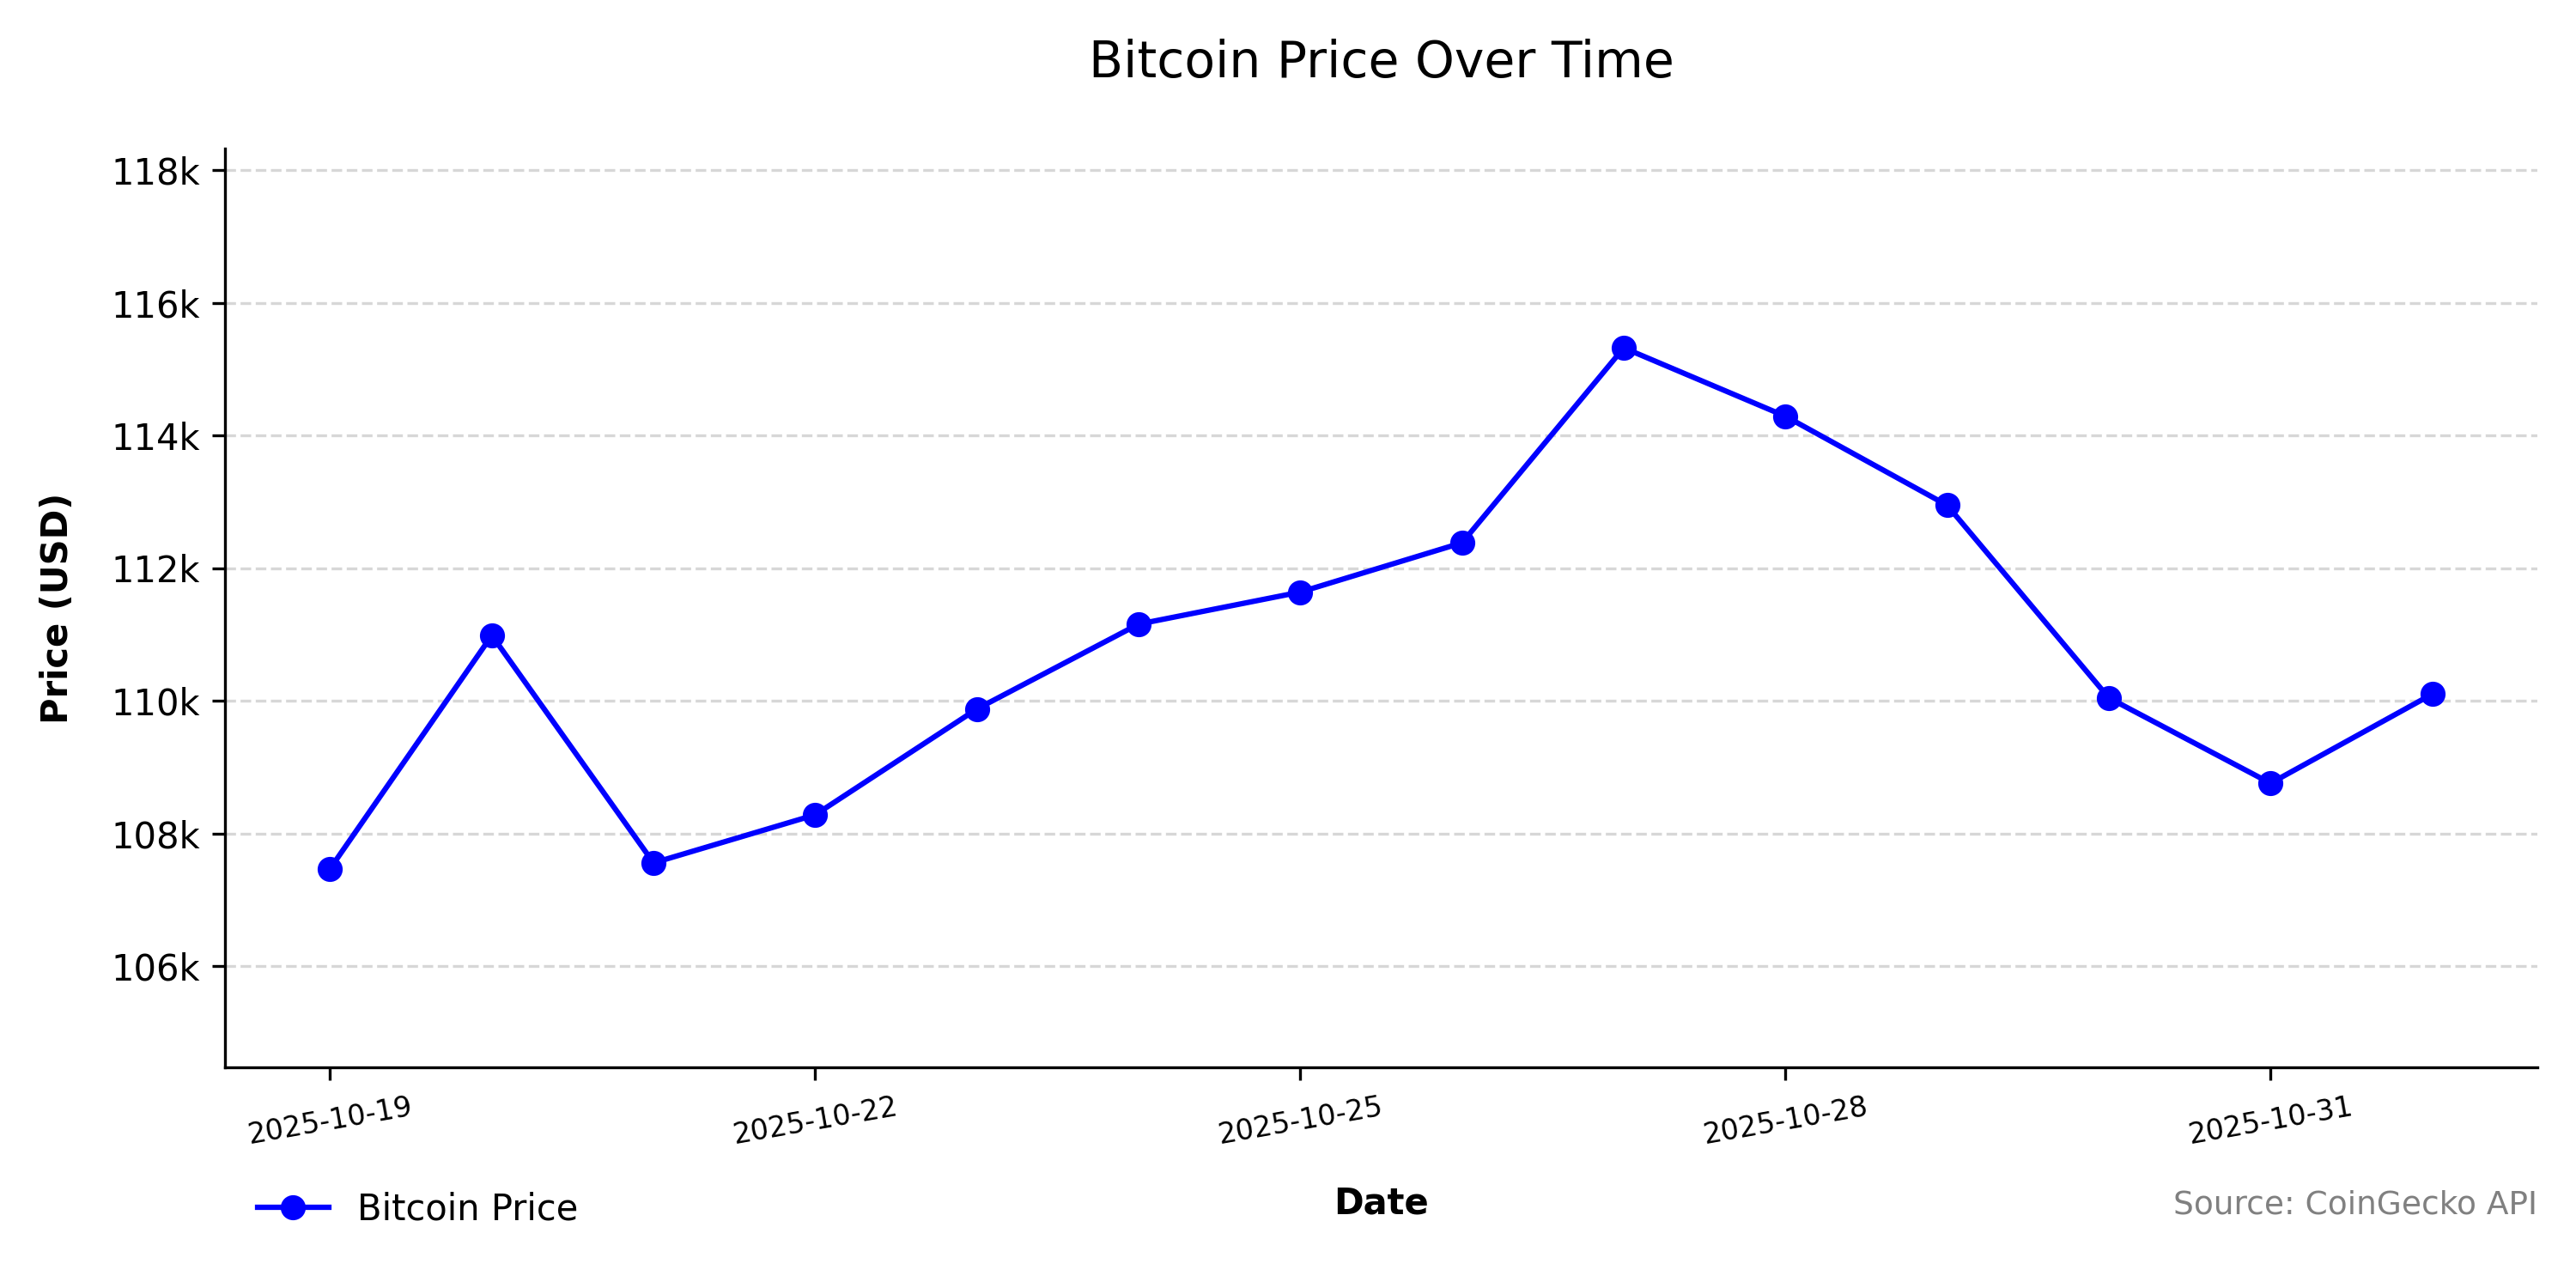 Bitcoin Price Over Time
118k
116k
114k
112k
110k
108k
106k
Price (USD)
2025-10-19
2025-10-22
2025-10-25
2025-10-28
2025-10-31
Bitcoin Price
Date
Source: CoinGecko API